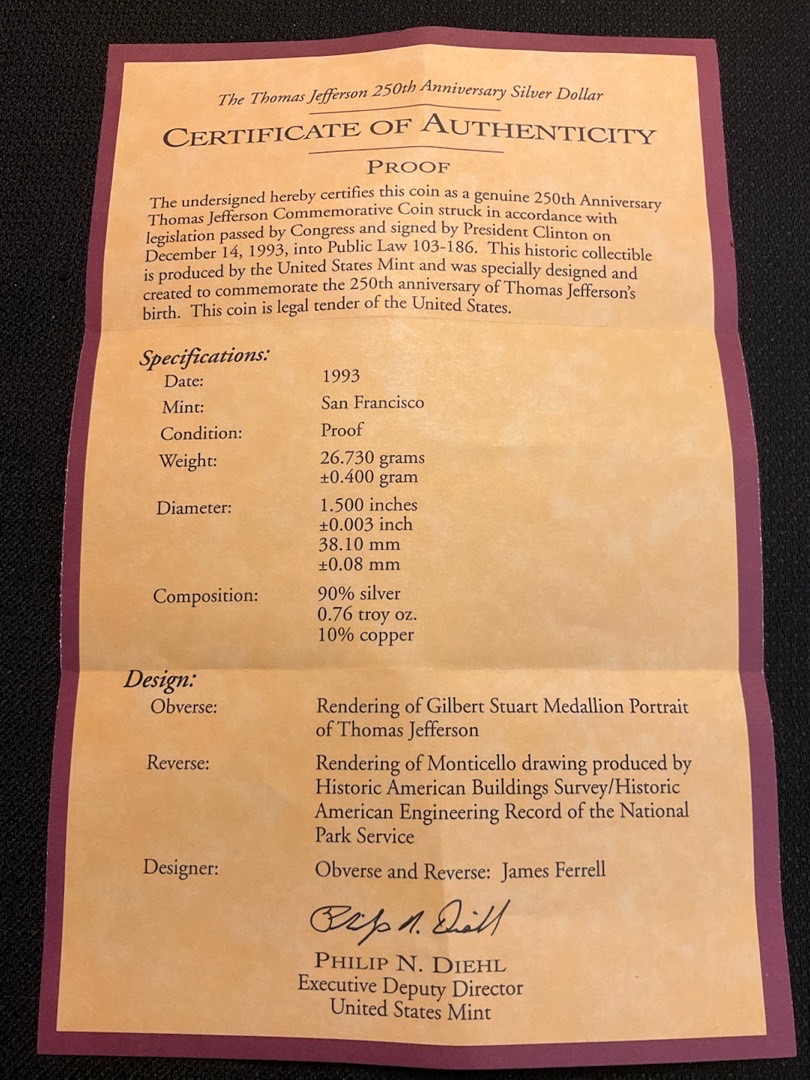 The Thomas Jefferson 250th Anniversary Silver Dollar
CERTIFICATE OF AUTHENTICITY
PROOF
The undersigned hereby certifies this coin as a genuine 250th Anniversary
Thomas Jefferson Commemorative Coin struck in accordance with
legislation passed by Congress and signed by President Clinton on
December 14, 1993, into Public Law 103-186. This historic collectible
is produced by the United States Mint and was specially designed and
created to commemorate the 250th anniversary of Thomas Jefferson's
birth. This coin is legal tender of the United States.
Specifications:
Date: 1993
Mint: San Francisco
Condition: Proof
Weight: 26.730 grams
±0.400 gram
Diameter: 1.500 inches
±0.003 inch
38.10 mm
±0.08 mm
Composition: 90% silver
0.76 troy oz.
10% copper
Design:
Obverse: Rendering of Gilbert Stuart Medallion Portrait
of Thomas Jefferson
Reverse: Rendering of Monticello drawing produced by
Historic American Buildings Survey/Historic
American Engineering Record of the National
Park Service
Designer: Obverse and Reverse: James Ferrell
Philip N. Diehl
PHILIP N. DIEHL
Executive Deputy Director
United States Mint